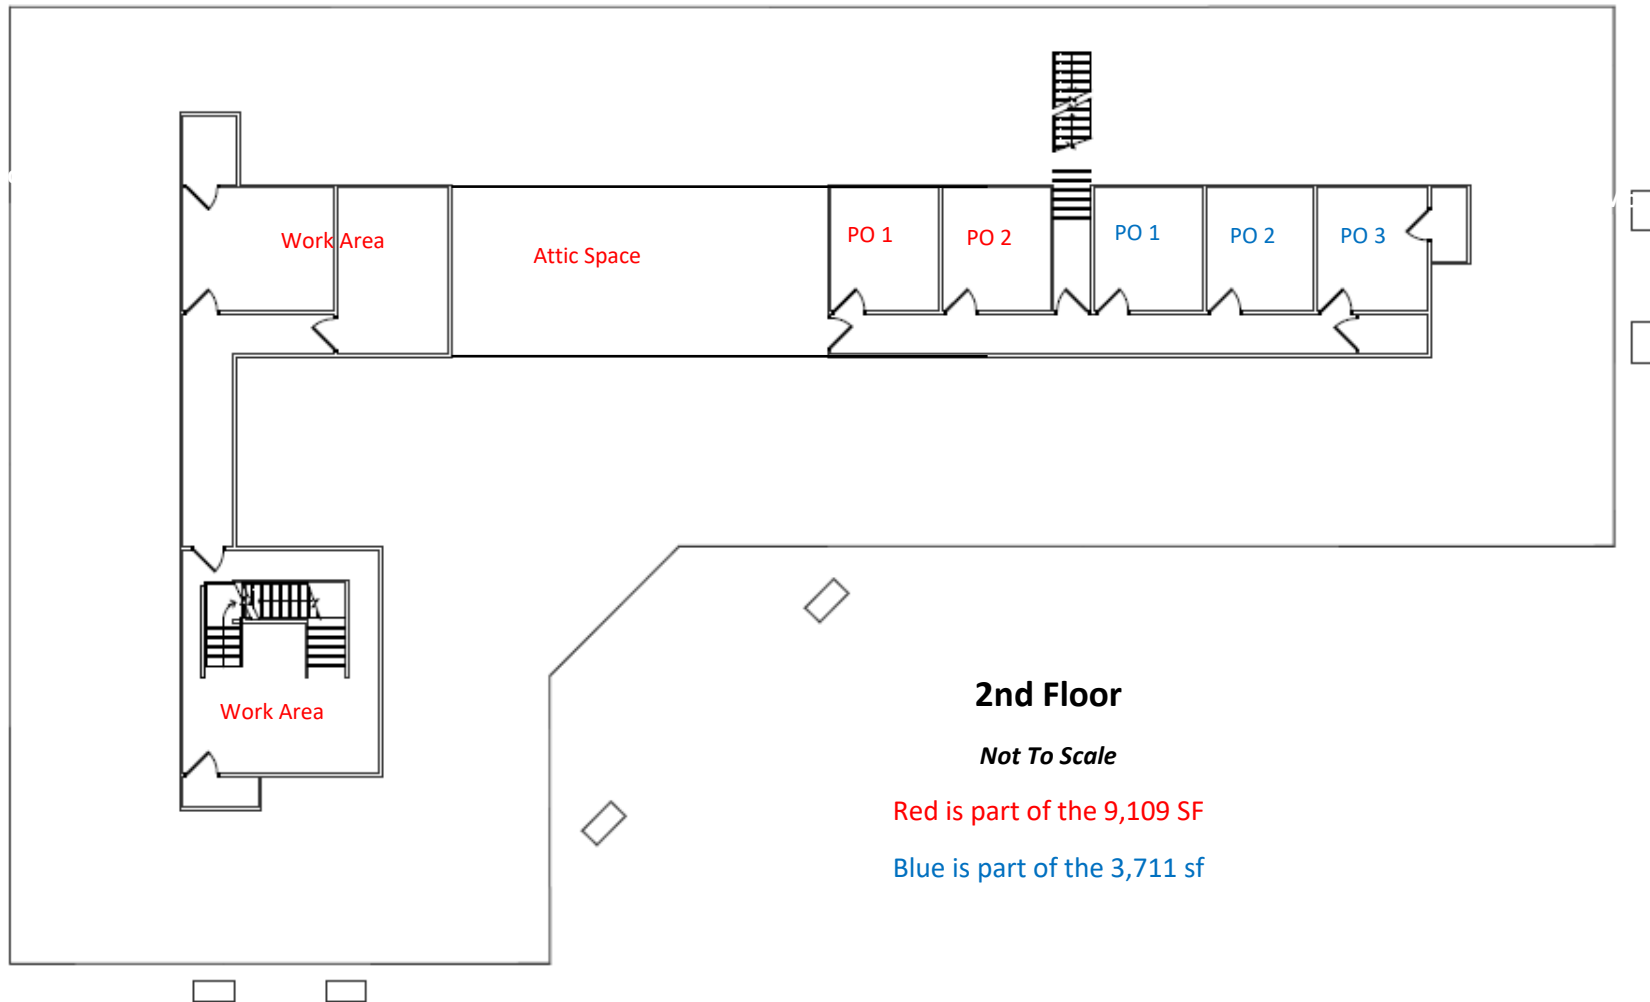 Work Area
Attic Space
PO 1
PO 2
PO 1
PO 2
PO 3
Work Area
2nd Floor
Not To Scale
Red is part of the 9,109 SF
Blue is part of the 3,711 sf